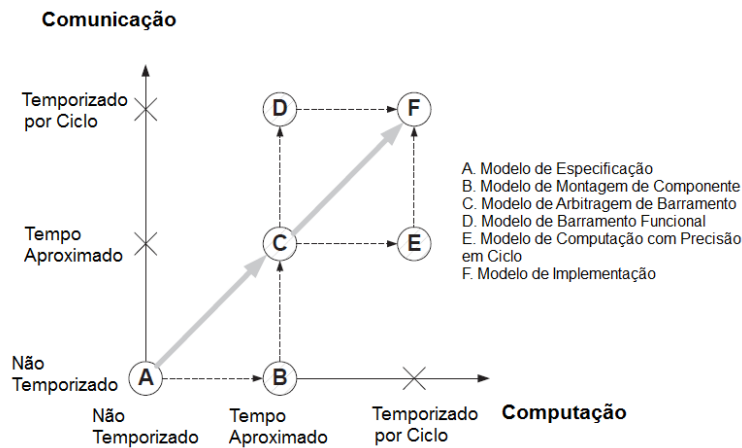 Comunicação
Temporizado
por Ciclo
D
F
A. Modelo de Especificação
B. Modelo de Montagem de Componente
C. Modelo de Arbitragem de Barramento
D. Modelo de Barramento Funcional
E. Modelo de Computação com Precisão
em Ciclo
F. Modelo de Implementação
Tempo
Aproximado
C
E
Não
Temporizado
A
B
Não
Temporizado
Tempo
Aproximado
Temporizado
por Ciclo
Computação